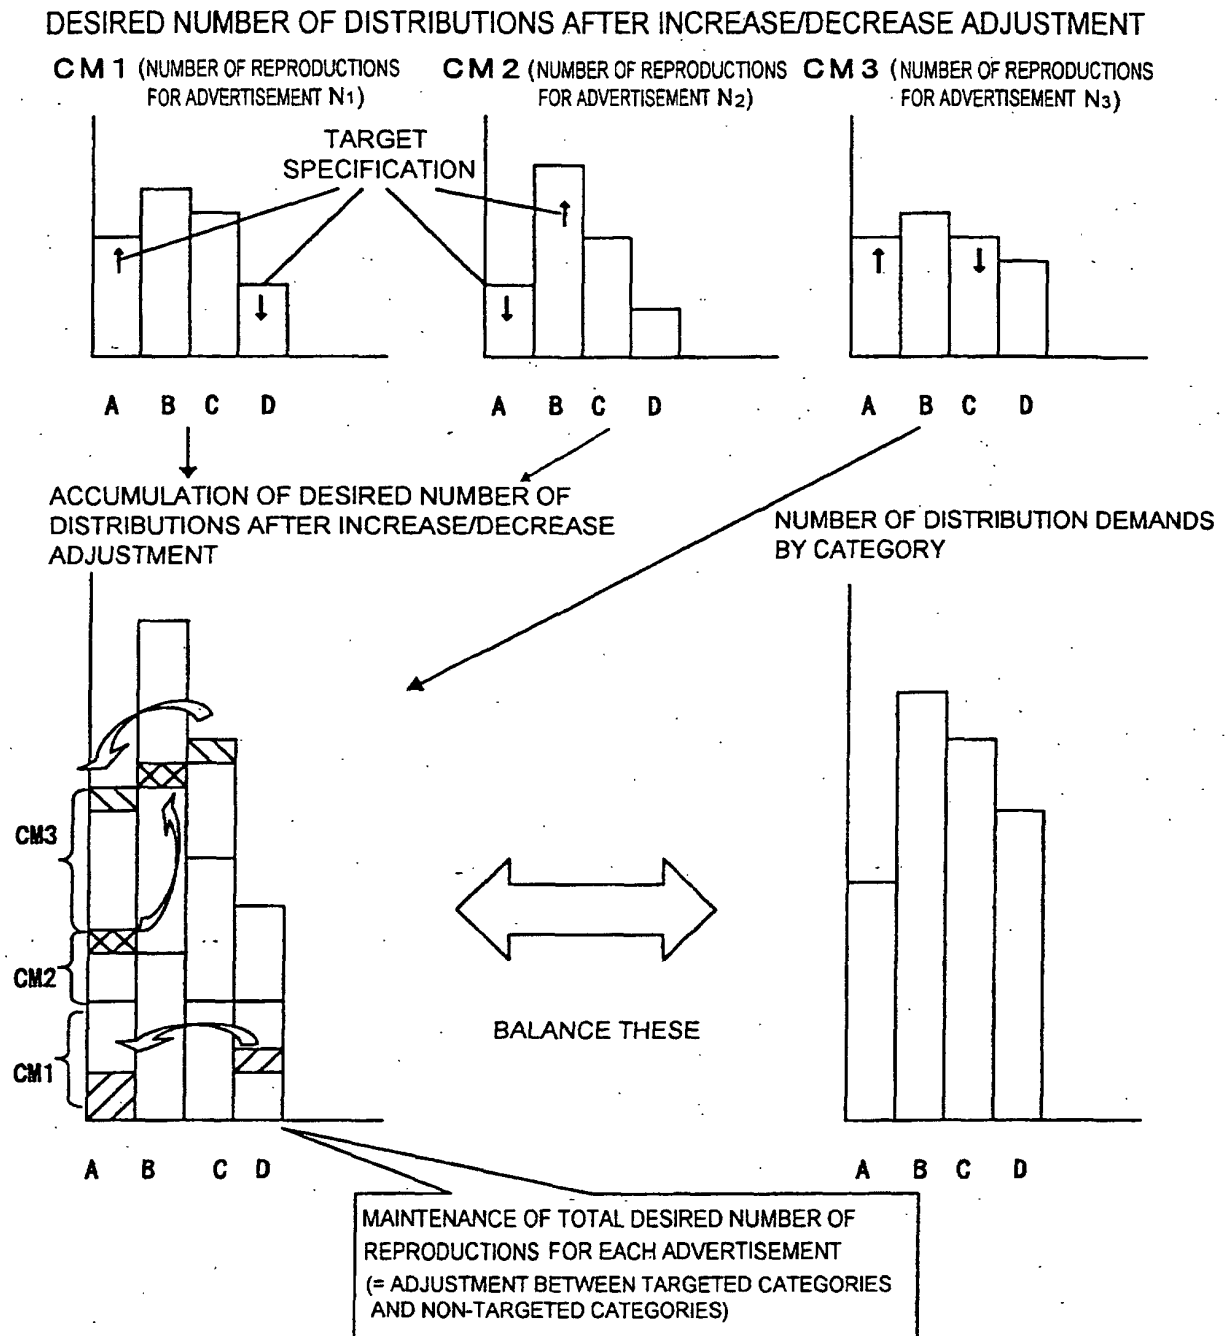 DESIRED NUMBER OF DISTRIBUTIONS AFTER INCREASE/DECREASE ADJUSTMENT
CM1 (NUMBER OF REPRODUCTIONS
FOR ADVERTISEMENT N1)
CM2 (NUMBER OF REPRODUCTIONS
FOR ADVERTISEMENT N2)
CM3 (NUMBER OF REPRODUCTIONS
FOR ADVERTISEMENT N3)
TARGET
SPECIFICATION
A B C D
A B C D
A B C D
ACCUMULATION OF DESIRED NUMBER OF
DISTRIBUTIONS AFTER INCREASE/DECREASE
ADJUSTMENT
NUMBER OF DISTRIBUTION DEMANDS
BY CATEGORY
CM3
CM2
CM1
BALANCE THESE
A B C D
A B C D
MAINTENANCE OF TOTAL DESIRED NUMBER OF
REPRODUCTIONS FOR EACH ADVERTISEMENT
(= ADJUSTMENT BETWEEN TARGETED CATEGORIES
AND NON-TARGETED CATEGORIES)